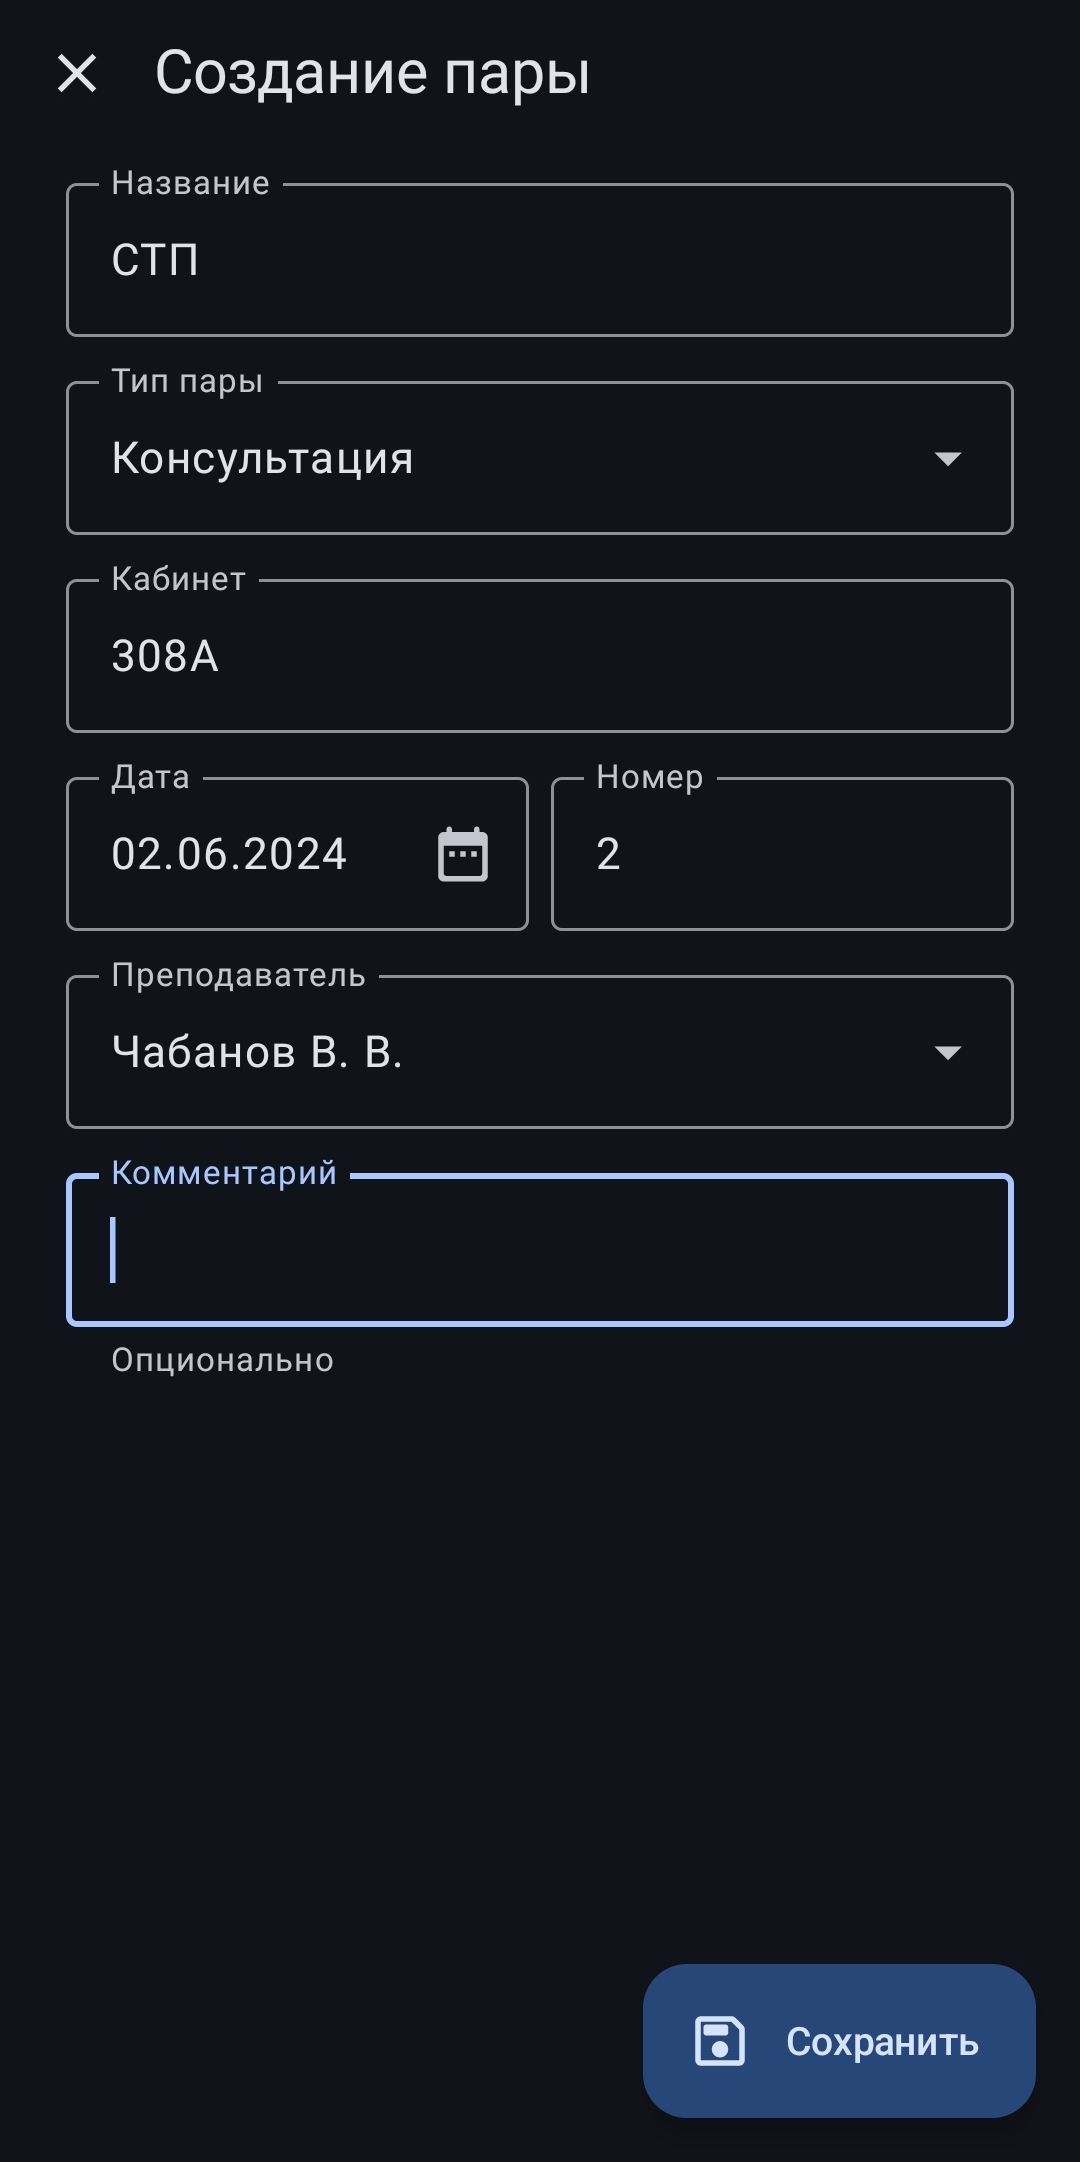 Создание пары
Название
СТП
Тип пары
Консультация
Кабинет
308А
Дата
02.06.2024
Номер
2
Преподаватель
Чабанов В. В.
Комментарий
Опционально
Сохранить